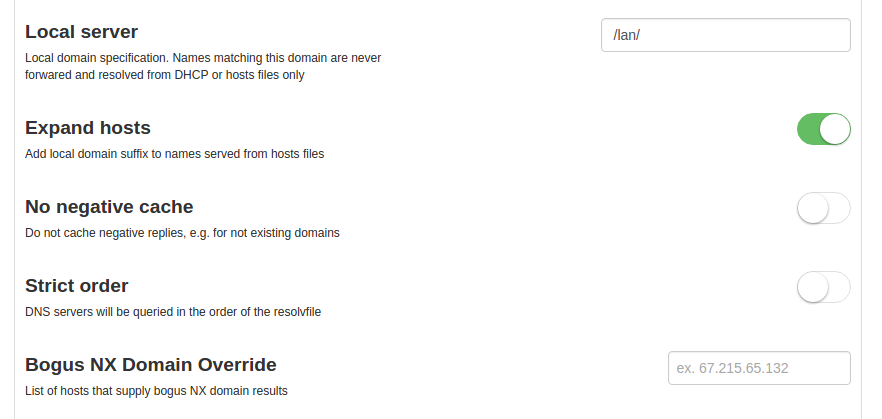 Local server
/lan/
Local domain specification. Names matching this domain are never
forwared and resolved from DHCP or hosts files only
Expand hosts
Add local domain suffix to names served from hosts files
No negative cache
Do not cache negative replies, e.g. for not existing domains
Strict order
DNS servers will be queried in the order of the resolvfile
Bogus NX Domain Override
ex. 67.215.65.132
List of hosts that supply bogus NX domain results